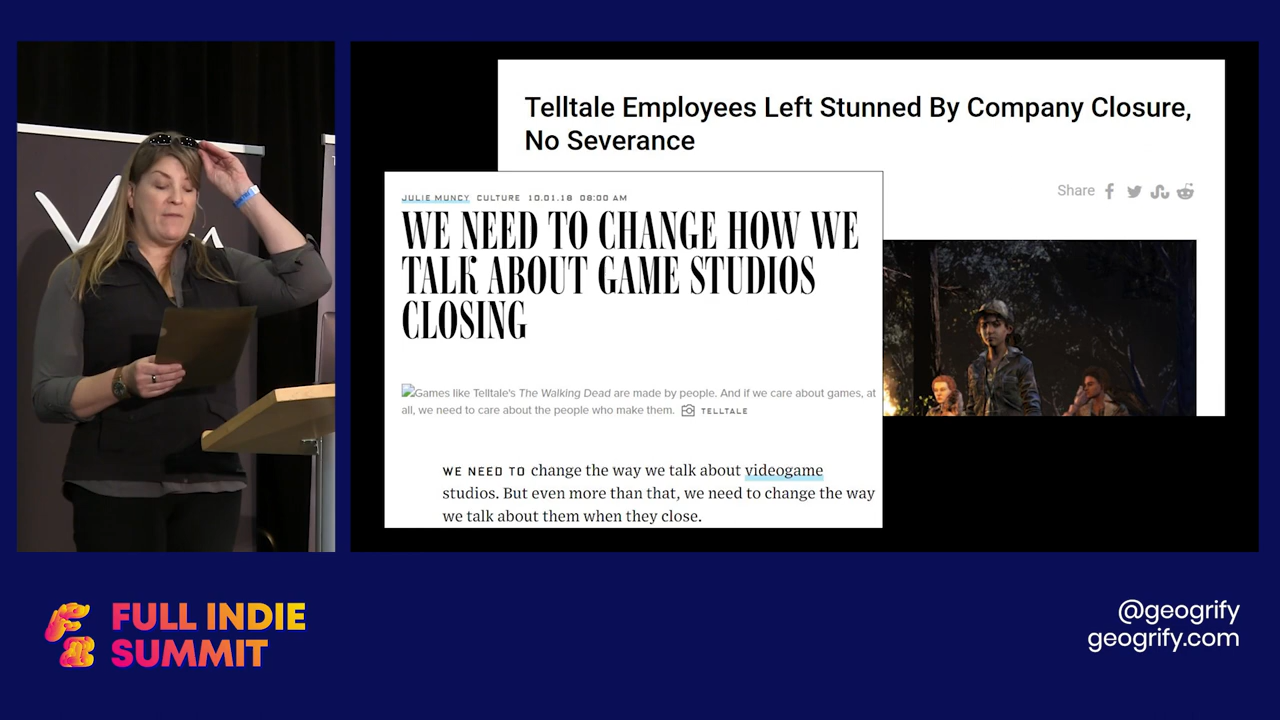 Telltale Employees Left Stunned By Company Closure,
No Severance
Share
JULIE MUNCY CULTURE 10.01.18 08:00 AM
WE NEED TO CHANGE HOW WE
TALK ABOUT GAME STUDIOS
CLOSING
Games like Telltale's The Walking Dead are made by people. And if we care about games, at
all, we need to care about the people who make them. TELLTALE
WE NEED TO change the way we talk about videogame
studios. But even more than that, we need to change the way
we talk about them when they close.
FULL INDIE
SUMMIT
@geogrify
geogrify.com